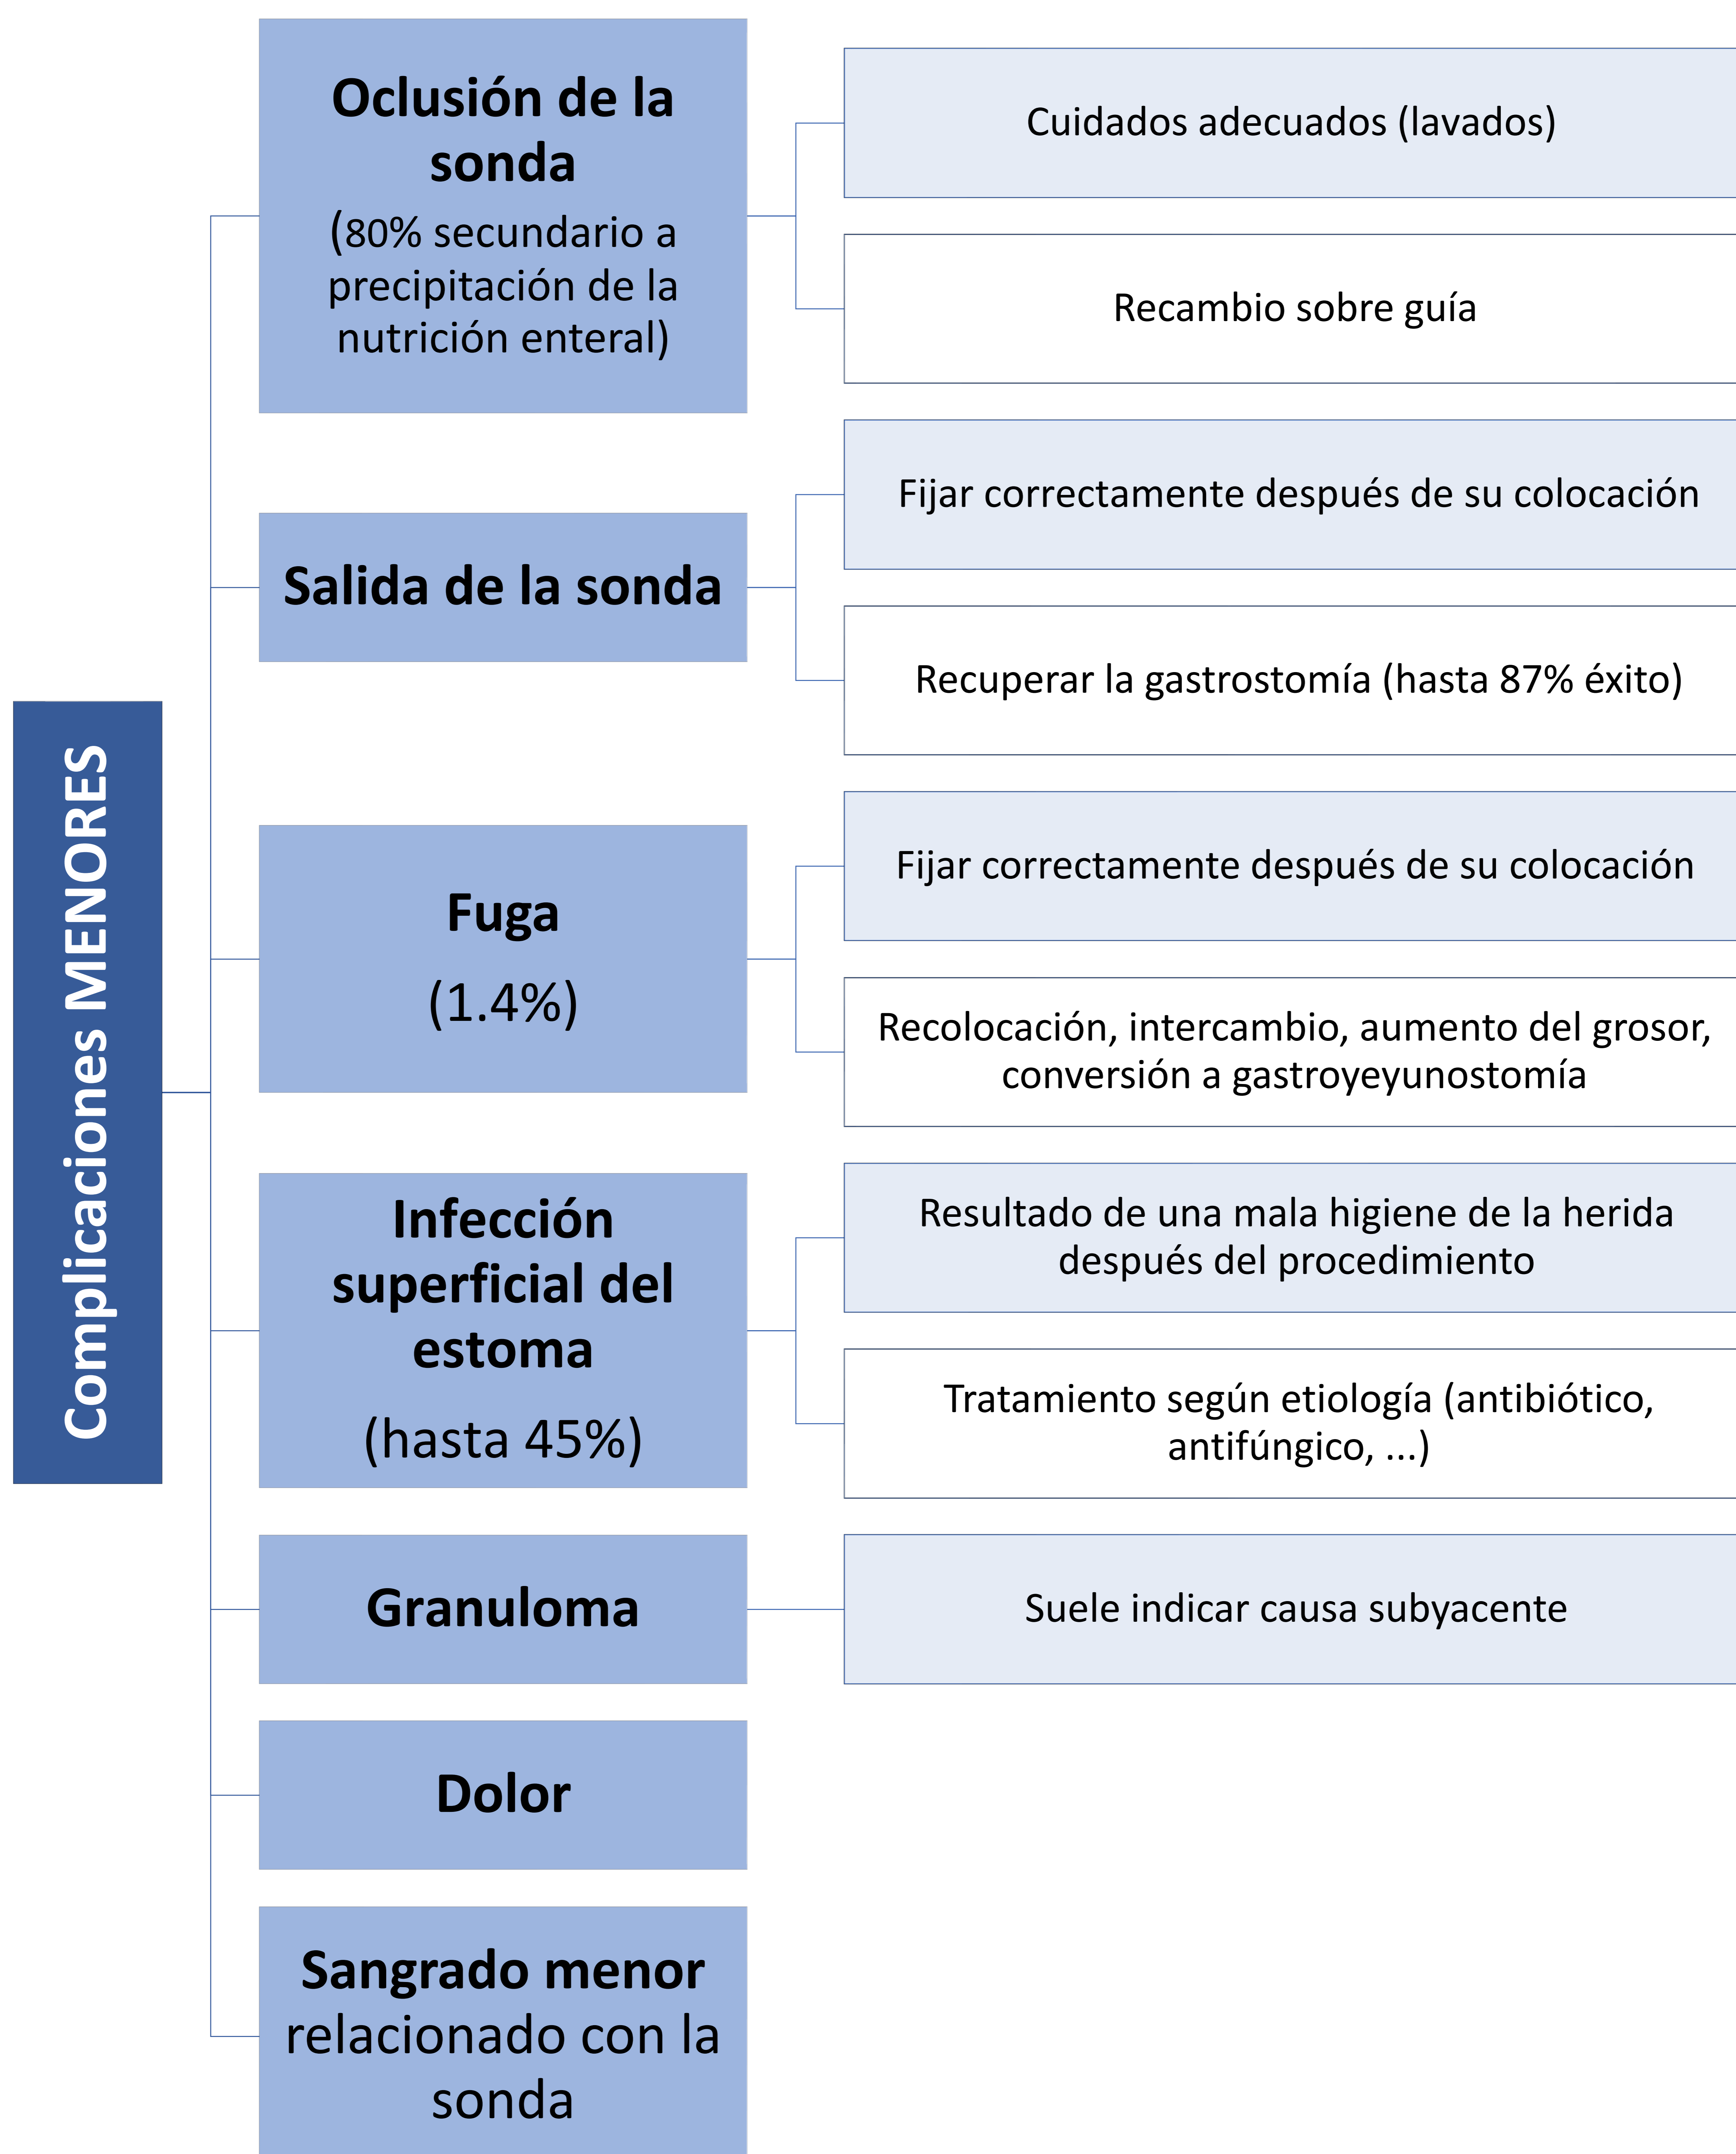 Complicaciones MENORES
Oclusión de la
sonda
(80% secundario a
precipitación de la
nutrición enteral)
Cuidados adecuados (lavados)
Recambio sobre guía
Salida de la sonda
Fijar correctamente después de su colocación
Recuperar la gastrostomía (hasta 87% éxito)
Fuga
(1.4%)
Fijar correctamente después de su colocación
Recolocación, intercambio, aumento del grosor,
conversión a gastroyeyunostomía
Infección
superficial del
estoma
(hasta 45%)
Resultado de una mala higiene de la herida
después del procedimiento
Tratamiento según etiología (antibiótico,
antifúngico, ...)
Granuloma
Suele indicar causa subyacente
Dolor
Sangrado menor
relacionado con la
sonda